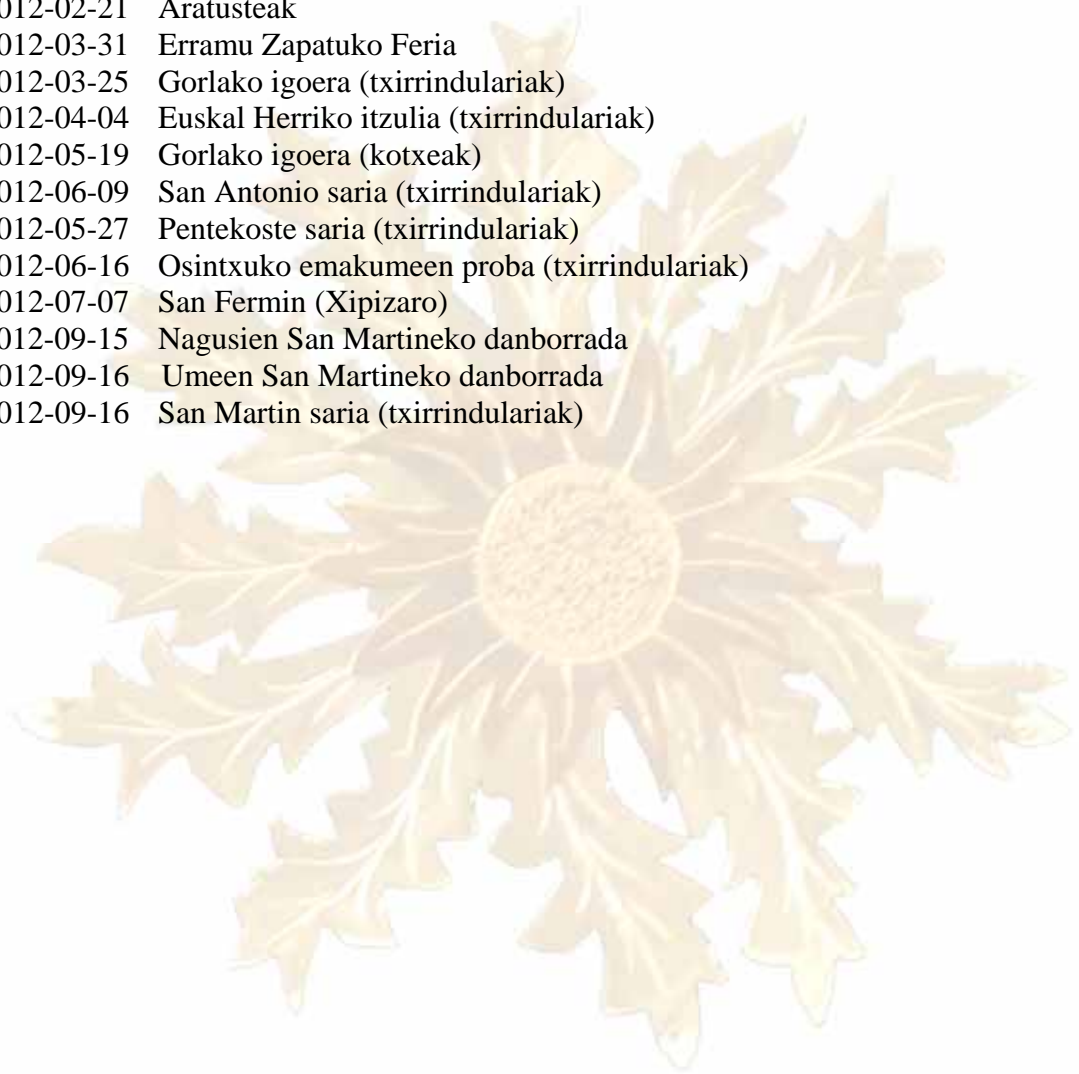 012-02-21 Aratusteak
012-03-31 Erramu Zapatuko Feria
012-03-25 Gorlako igoera (txirrindulariak)
012-04-04 Euskal Herriko itzulia (txirrindulariak)
012-05-19 Gorlako igoera (kotxeak)
012-06-09 San Antonio saria (txirrindulariak)
012-05-27 Pentekoste saria (txirrindulariak)
012-06-16 Osintxuko emakumeen proba (txirrindulariak)
012-07-07 San Fermin (Xipizaro)
012-09-15 Nagusien San Martineko danborrada
012-09-16 Umeen San Martineko danborrada
012-09-16 San Martin saria (txirrindulariak)